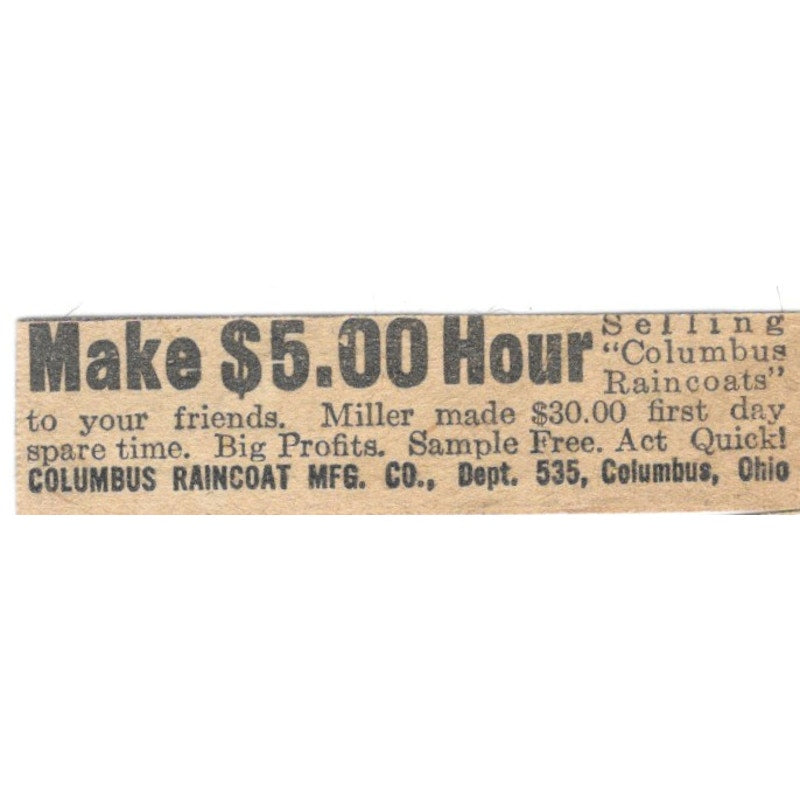 Make $5.00 Hour Selling
"Columbus
Raincoats"
to your friends. Miller made $30.00 first day
spare time. Big Profits. Sample Free. Act Quick!
COLUMBUS RAINCOAT MFG. CO., Dept. 535, Columbus, Ohio